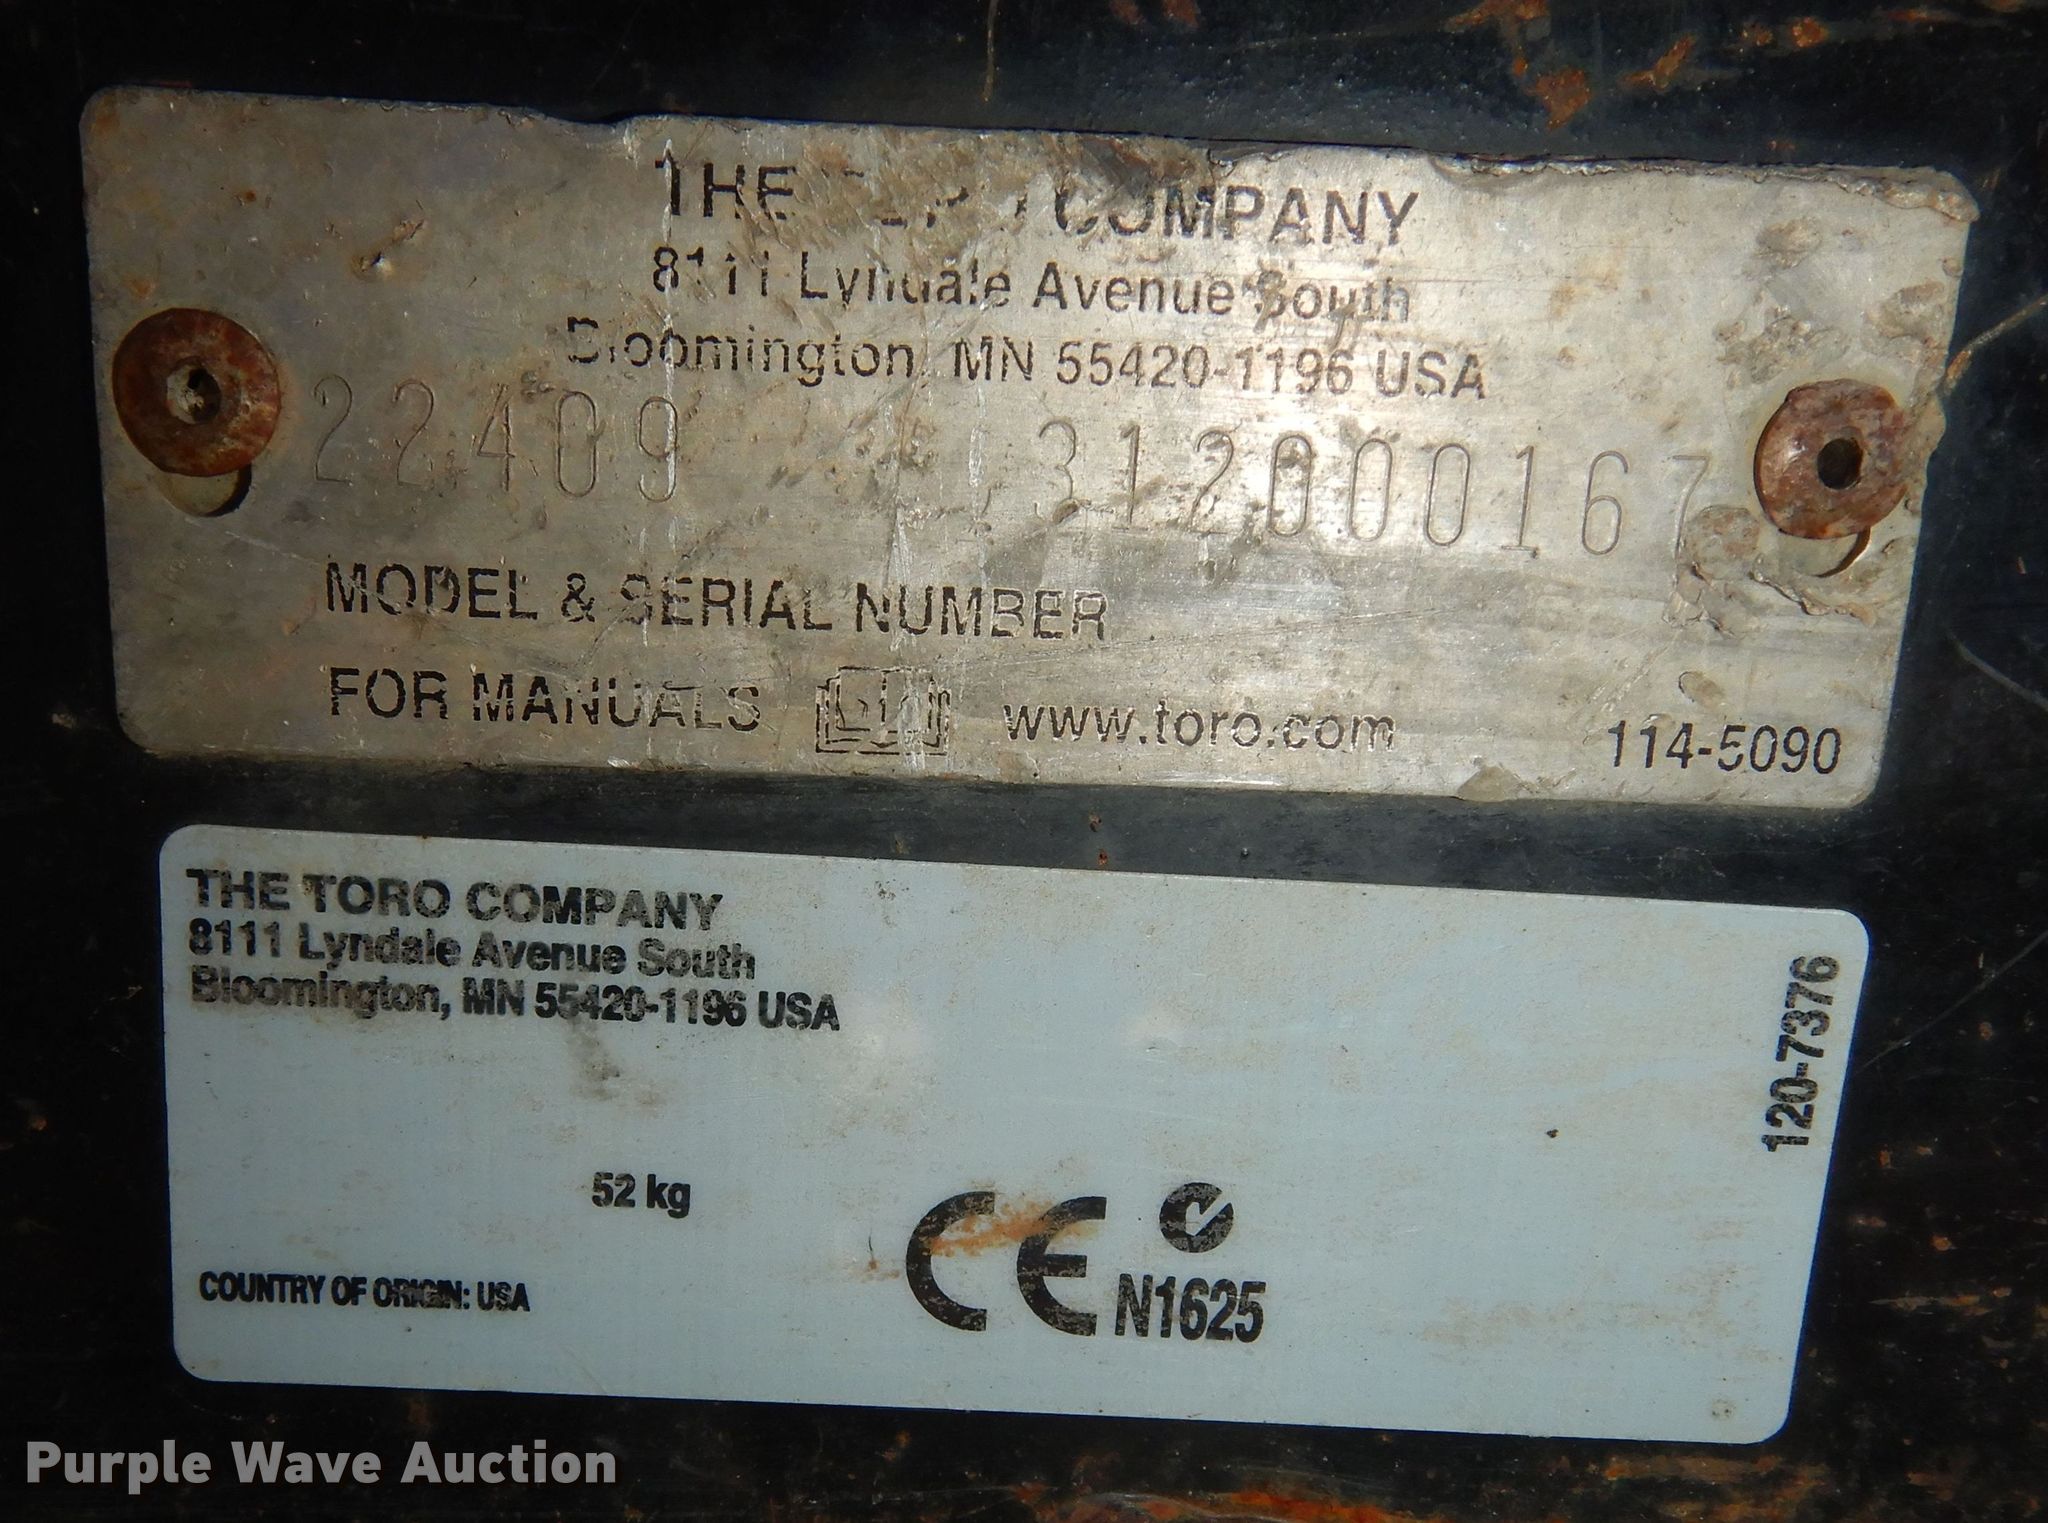 THE TORO COMPANY
8111 Lyndale Avenue South
Bloomington, MN 55420-1196 USA
22409 312000167
MODEL & SERIAL NUMBER
FOR MANUALS www.toro.com 114-5090
THE TORO COMPANY
8111 Lyndale Avenue South
Bloomington, MN 55420-1196 USA
120-7376
52 kg
COUNTRY OF ORIGIN: USA
CE N1625
Purple Wave Auction